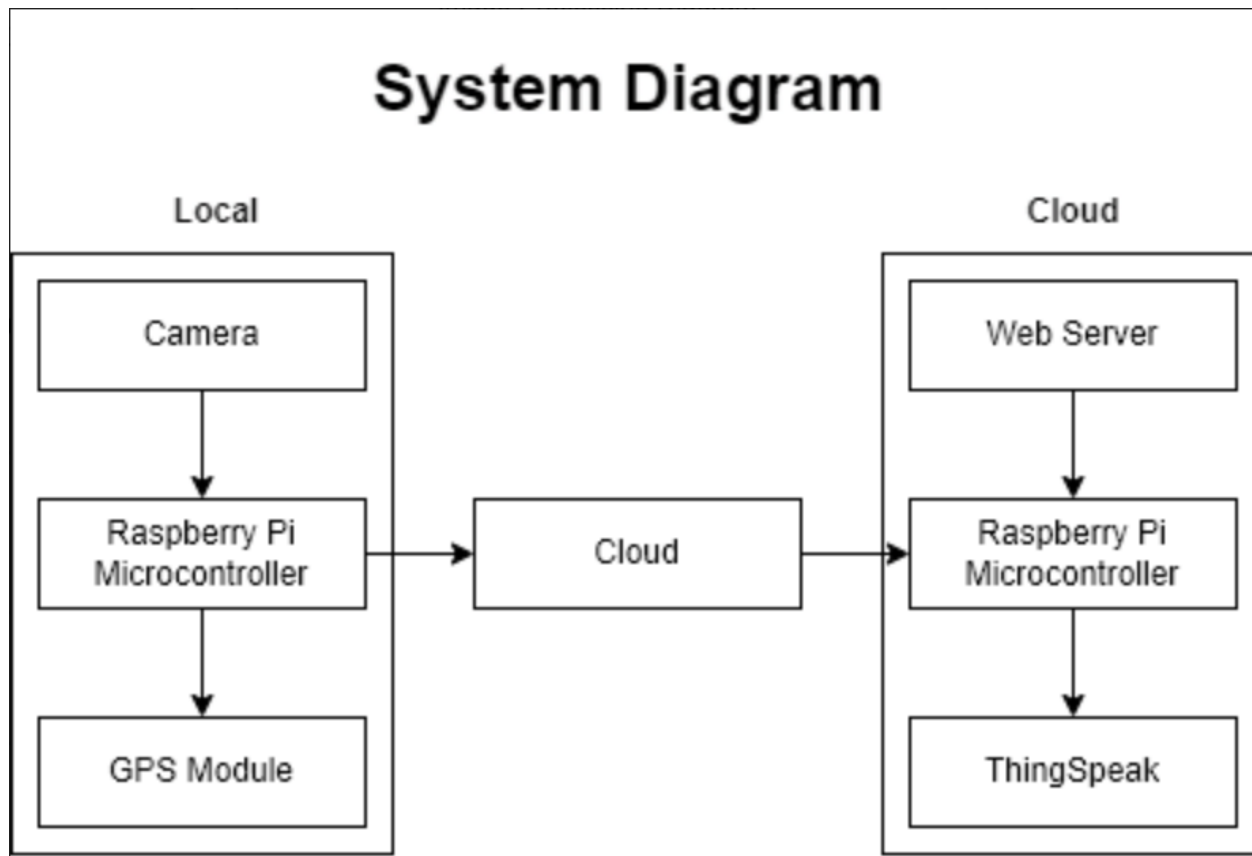 System Diagram
Local
Cloud
Camera
Web Server
Raspberry Pi
Microcontroller
Cloud
Raspberry Pi
Microcontroller
GPS Module
ThingSpeak